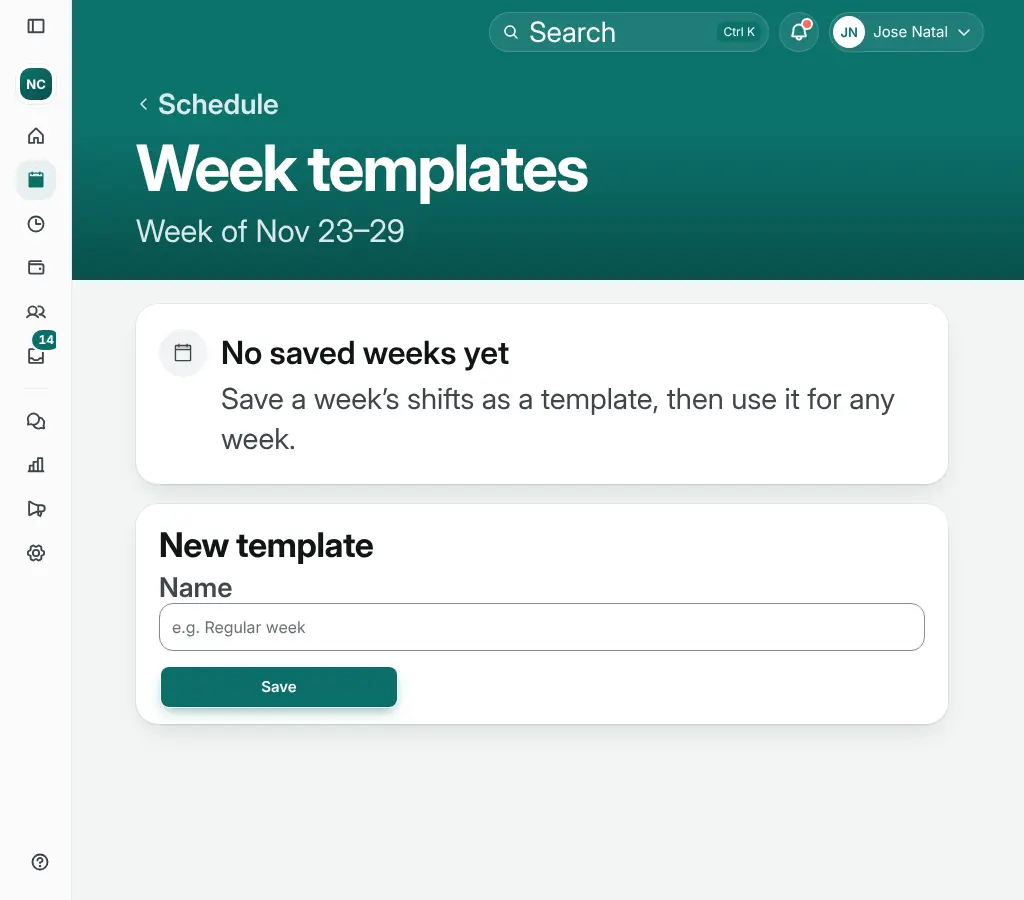 Search
Ctrl K
JN
Jose Natal
NC
Schedule
Week templates
Week of Nov 23–29
14
No saved weeks yet
Save a week’s shifts as a template, then use it for any
week.
New template
Name
e.g. Regular week
Save